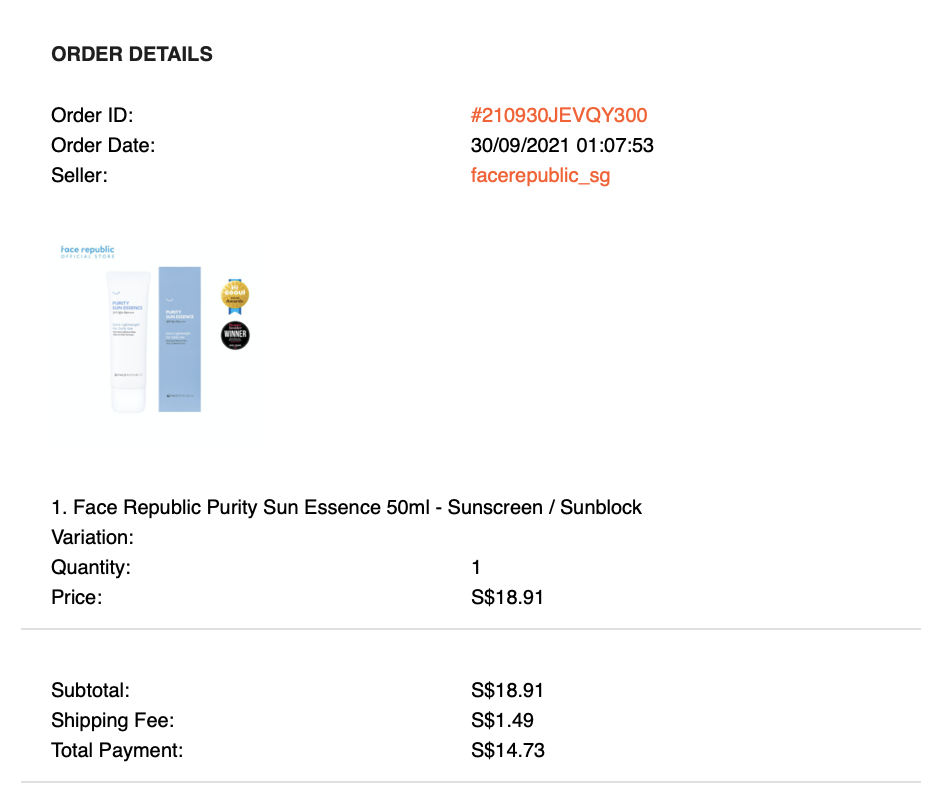 ORDER DETAILS
Order ID: #210930JEVQY300
Order Date: 30/09/2021 01:07:53
Seller: facerepublic_sg
face republic
OFFICIAL STORE
PURITY
SUN ESSENCE
PURITY
SUN ESSENCE
Seoul
Awards
WINNER
1. Face Republic Purity Sun Essence 50ml - Sunscreen / Sunblock
Variation:
Quantity: 1
Price: S$18.91
Subtotal: S$18.91
Shipping Fee: S$1.49
Total Payment: S$14.73